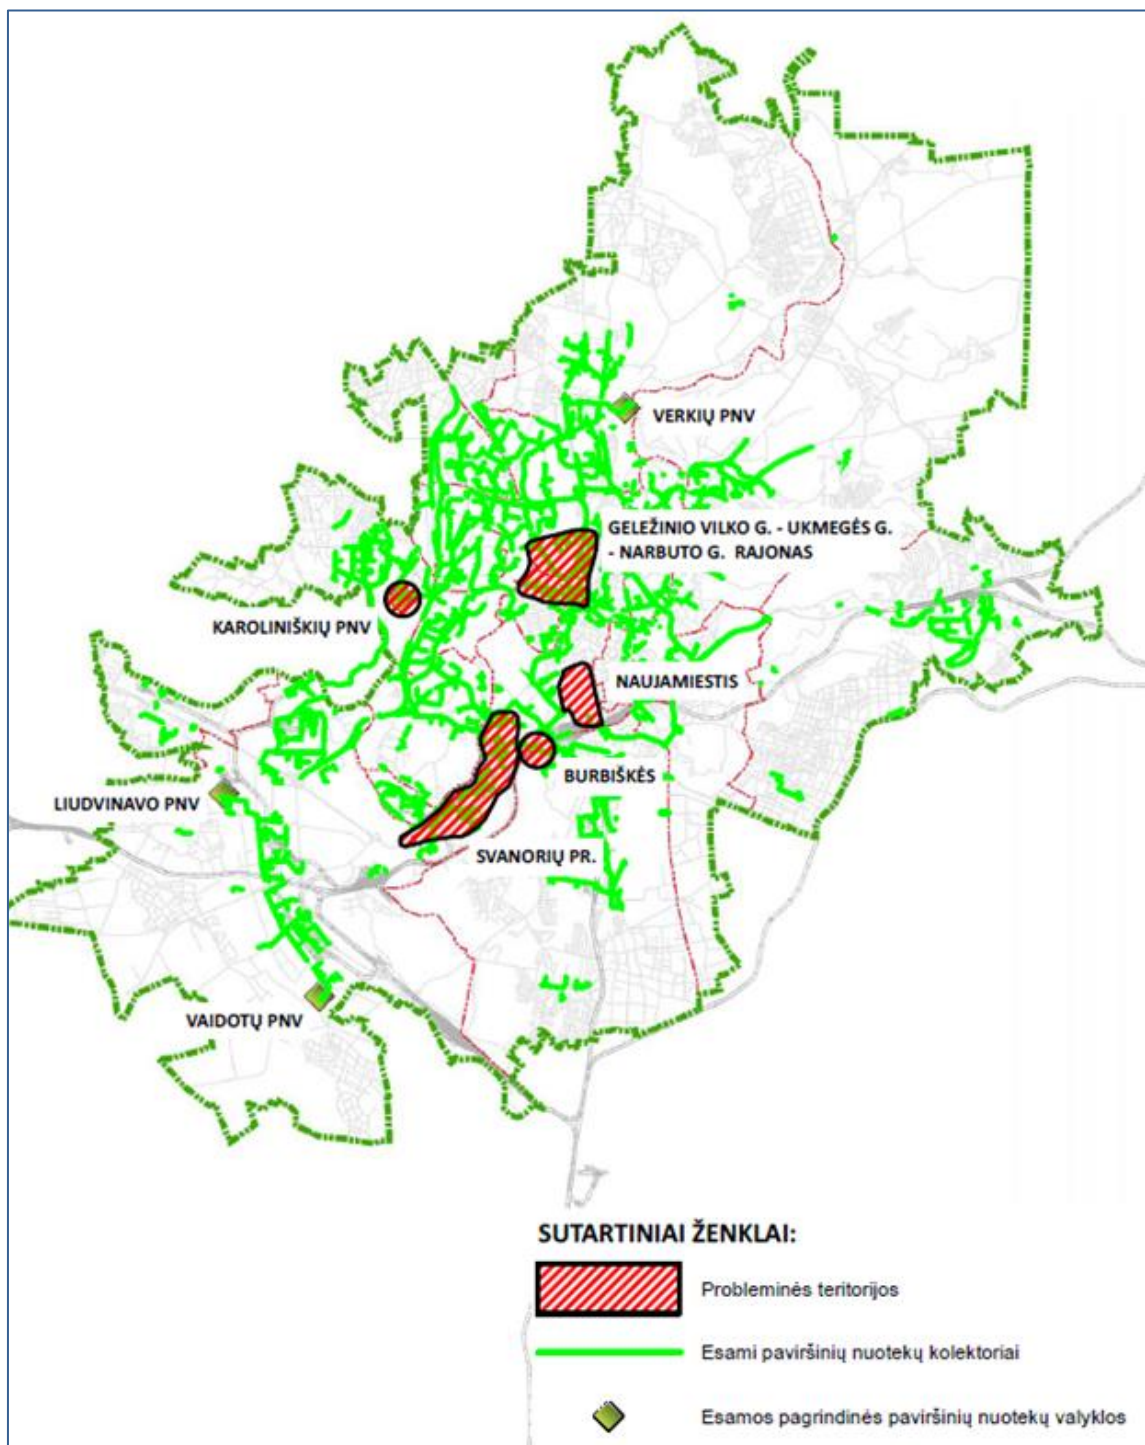 VERKIŲ PNV
GELEŽINIO VILKO G. - UKMEGĖS G.
- NARBUTO G. RAJONAS
KAROLINIŠKIŲ PNV
NAUJAMIESTIS
BURBIŠKĖS
LIUDVINAVO PNV
SVANORIŲ PR.
VAIDOTŲ PNV
SUTARTINIAI ŽENKLAI:
Probleminės teritorijos
Esami paviršinių nuotekų kolektoriai
Esamos pagrindinės paviršinių nuotekų valyklos